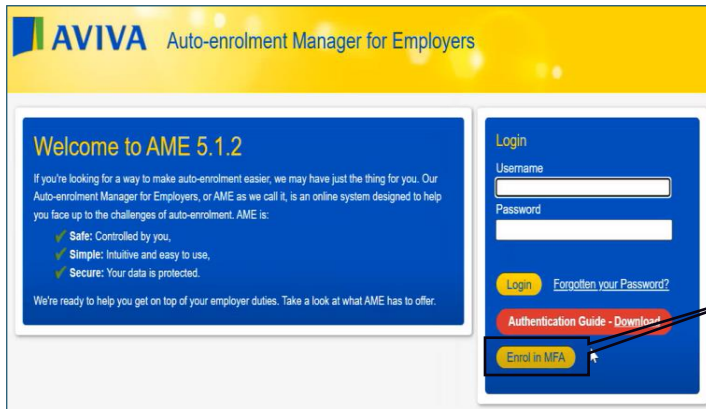 AVIVA Auto-enrolment Manager for Employers
Welcome to AME 5.1.2
If you're looking for a way to make auto-enrolment easier, we may have just the thing for you. Our
Auto-enrolment Manager for Employers, or AME as we call it, is an online system designed to help
you face up to the challenges of auto-enrolment. AME is:
Safe: Controlled by you,
Simple: Intuitive and easy to use,
Secure: Your data is protected.
We're ready to help you get on top of your employer duties. Take a look at what AME has to offer.
Login
Username
Password
Login Forgotten your Password?
Authentication Guide - Download
Enrol in MFA